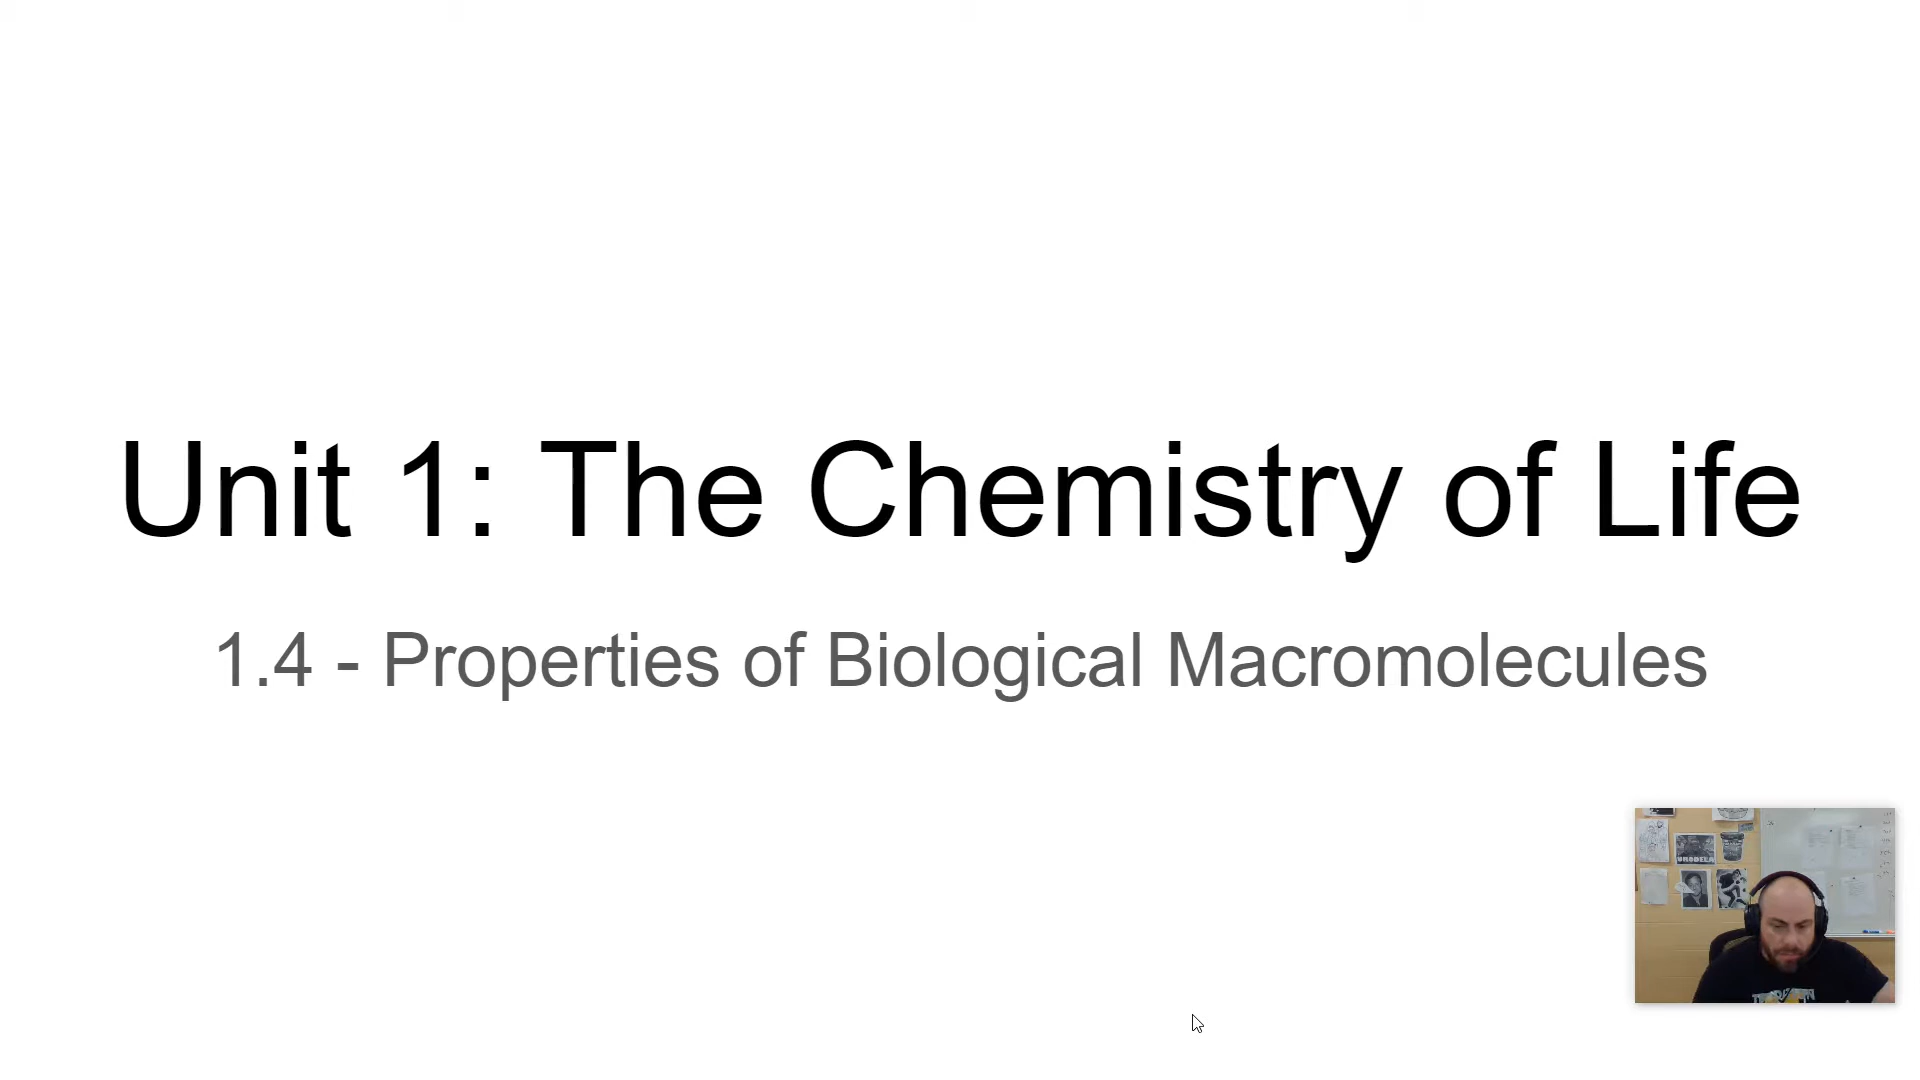 Unit 1: The Chemistry of Life
1.4 - Properties of Biological Macromolecules